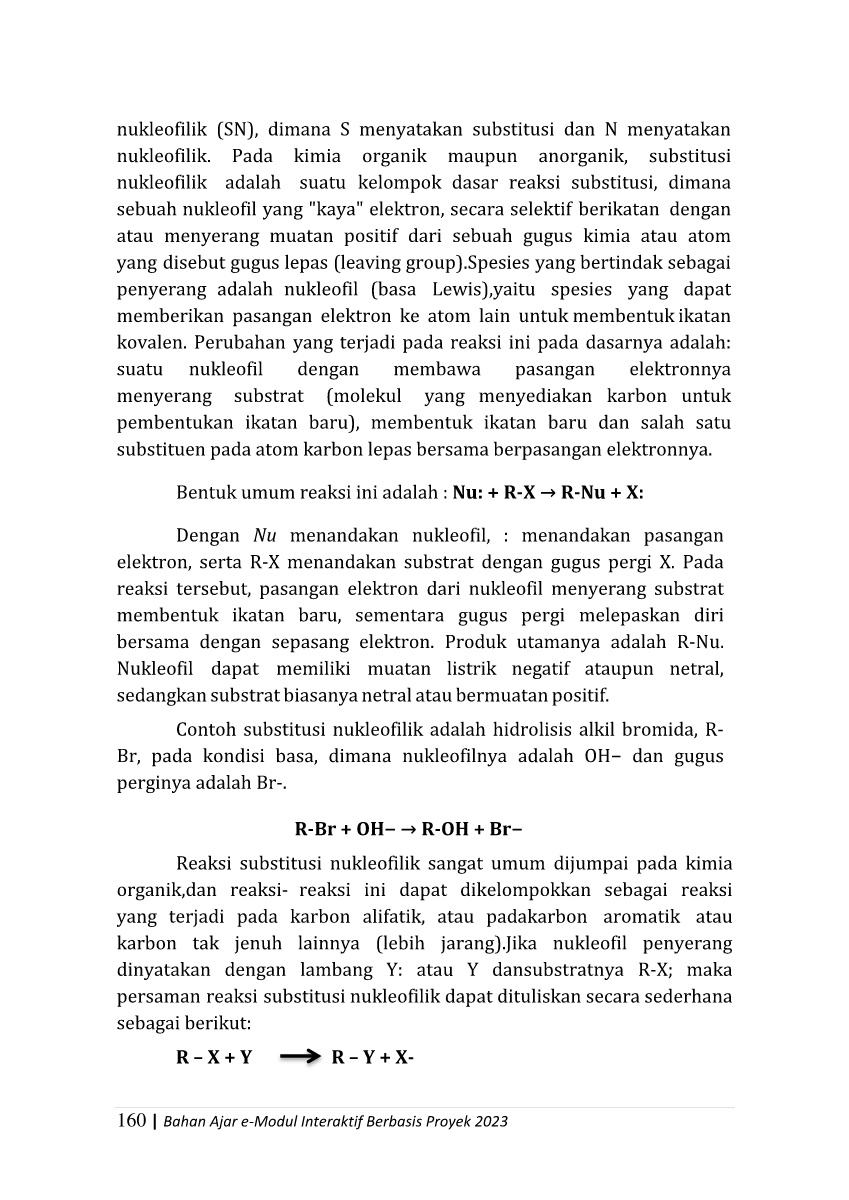 nukleofilik (SN), dimana S menyatakan substitusi dan N menyatakan
nukleofilik. Pada kimia organik maupun anorganik, substitusi
nukleofilik adalah suatu kelompok dasar reaksi substitusi, dimana
sebuah nukleofil yang "kaya" elektron, secara selektif berikatan dengan
atau menyerang muatan positif dari sebuah gugus kimia atau atom
yang disebut gugus lepas (leaving group).Spesies yang bertindak sebagai
penyerang adalah nukleofil (basa Lewis),yaitu spesies yang dapat
memberikan pasangan elektron ke atom lain untuk membentuk ikatan
kovalen. Perubahan yang terjadi pada reaksi ini pada dasarnya adalah:
suatu nukleofil dengan membawa pasangan elektronnya
menyerang substrat (molekul yang menyediakan karbon untuk
pembentukan ikatan baru), membentuk ikatan baru dan salah satu
substituen pada atom karbon lepas bersama berpasangan elektronnya.
Bentuk umum reaksi ini adalah : Nu: + R-X → R-Nu + X:
Dengan Nu menandakan nukleofil, : menandakan pasangan
elektron, serta R-X menandakan substrat dengan gugus pergi X. Pada
reaksi tersebut, pasangan elektron dari nukleofil menyerang substrat
membentuk ikatan baru, sementara gugus pergi melepaskan diri
bersama dengan sepasang elektron. Produk utamanya adalah R-Nu.
Nukleofil dapat memiliki muatan listrik negatif ataupun netral,
sedangkan substrat biasanya netral atau bermuatan positif.
Contoh substitusi nukleofilik adalah hidrolisis alkil bromida, R-
Br, pada kondisi basa, dimana nukleofilnya adalah OH− dan gugus
perginya adalah Br-.
R-Br + OH− → R-OH + Br−
Reaksi substitusi nukleofilik sangat umum dijumpai pada kimia
organik,dan reaksi- reaksi ini dapat dikelompokkan sebagai reaksi
yang terjadi pada karbon alifatik, atau padakarbon aromatik atau
karbon tak jenuh lainnya (lebih jarang).Jika nukleofil penyerang
dinyatakan dengan lambang Y: atau Y dansubstratnya R-X; maka
persaman reaksi substitusi nukleofilik dapat dituliskan secara sederhana
sebagai berikut:
R – X + Y → R – Y + X-
160 | Bahan Ajar e-Modul Interaktif Berbasis Proyek 2023